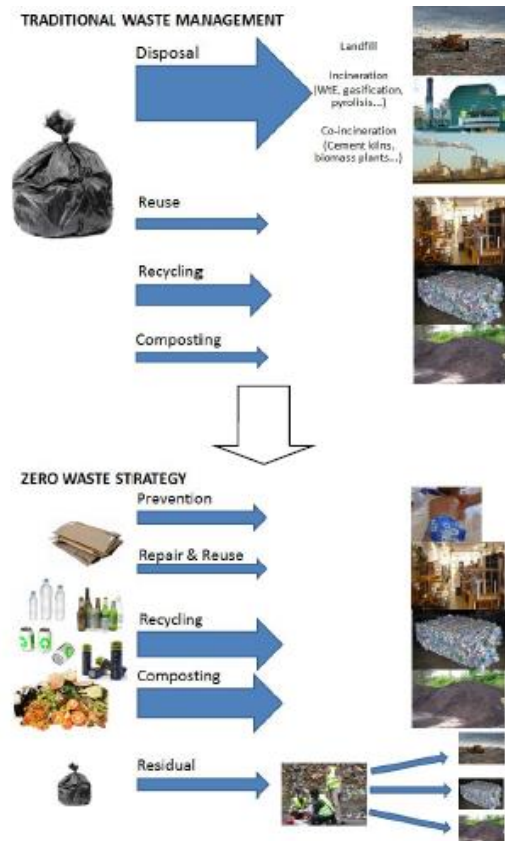 TRADITIONAL WASTE MANAGEMENT
Disposal
Landfill
Incineration
(WtE, gasification,
pyrolisis...)
Co-incineration
(Cement kilns,
biomass plants...)
Reuse
Recycling
Composting
ZERO WASTE STRATEGY
Prevention
Repair & Reuse
Recycling
Composting
Residual